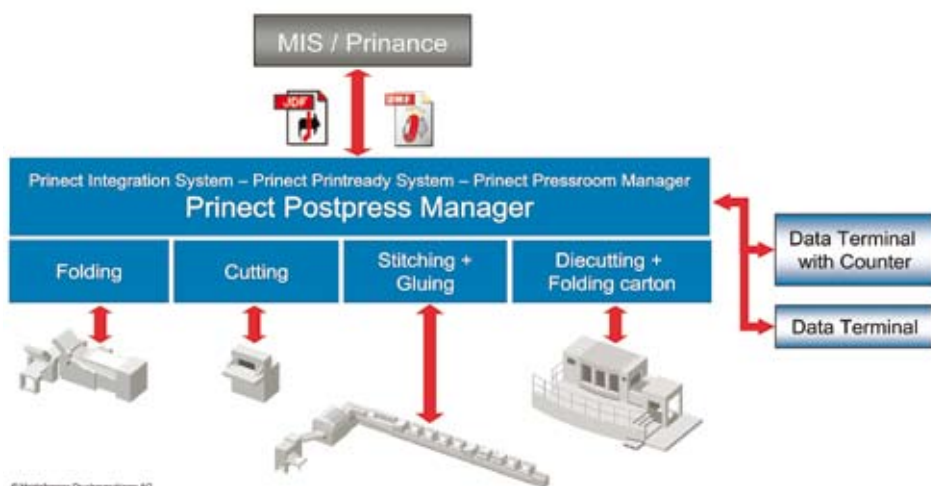 MIS / Prinance
JDF
Prinect Integration System – Prinect Printready System – Prinect Pressroom Manager
Prinect Postpress Manager
Folding
Cutting
Stitching +
Gluing
Diecutting +
Folding carton
Data Terminal
with Counter
Data Terminal